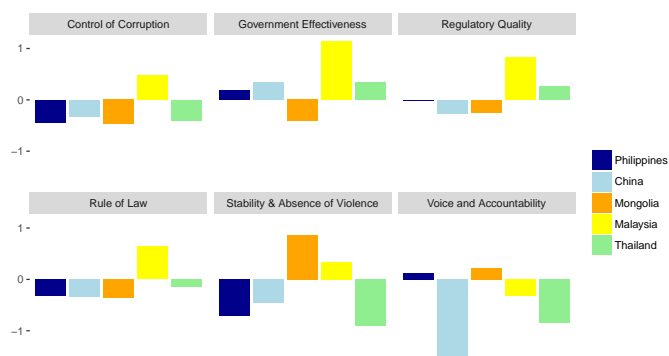 Control of Corruption
Government Effectiveness
Regulatory Quality
1
0
−1
Rule of Law
Stability & Absence of Violence
Voice and Accountability
1
0
−1
Philippines
China
Mongolia
Malaysia
Thailand